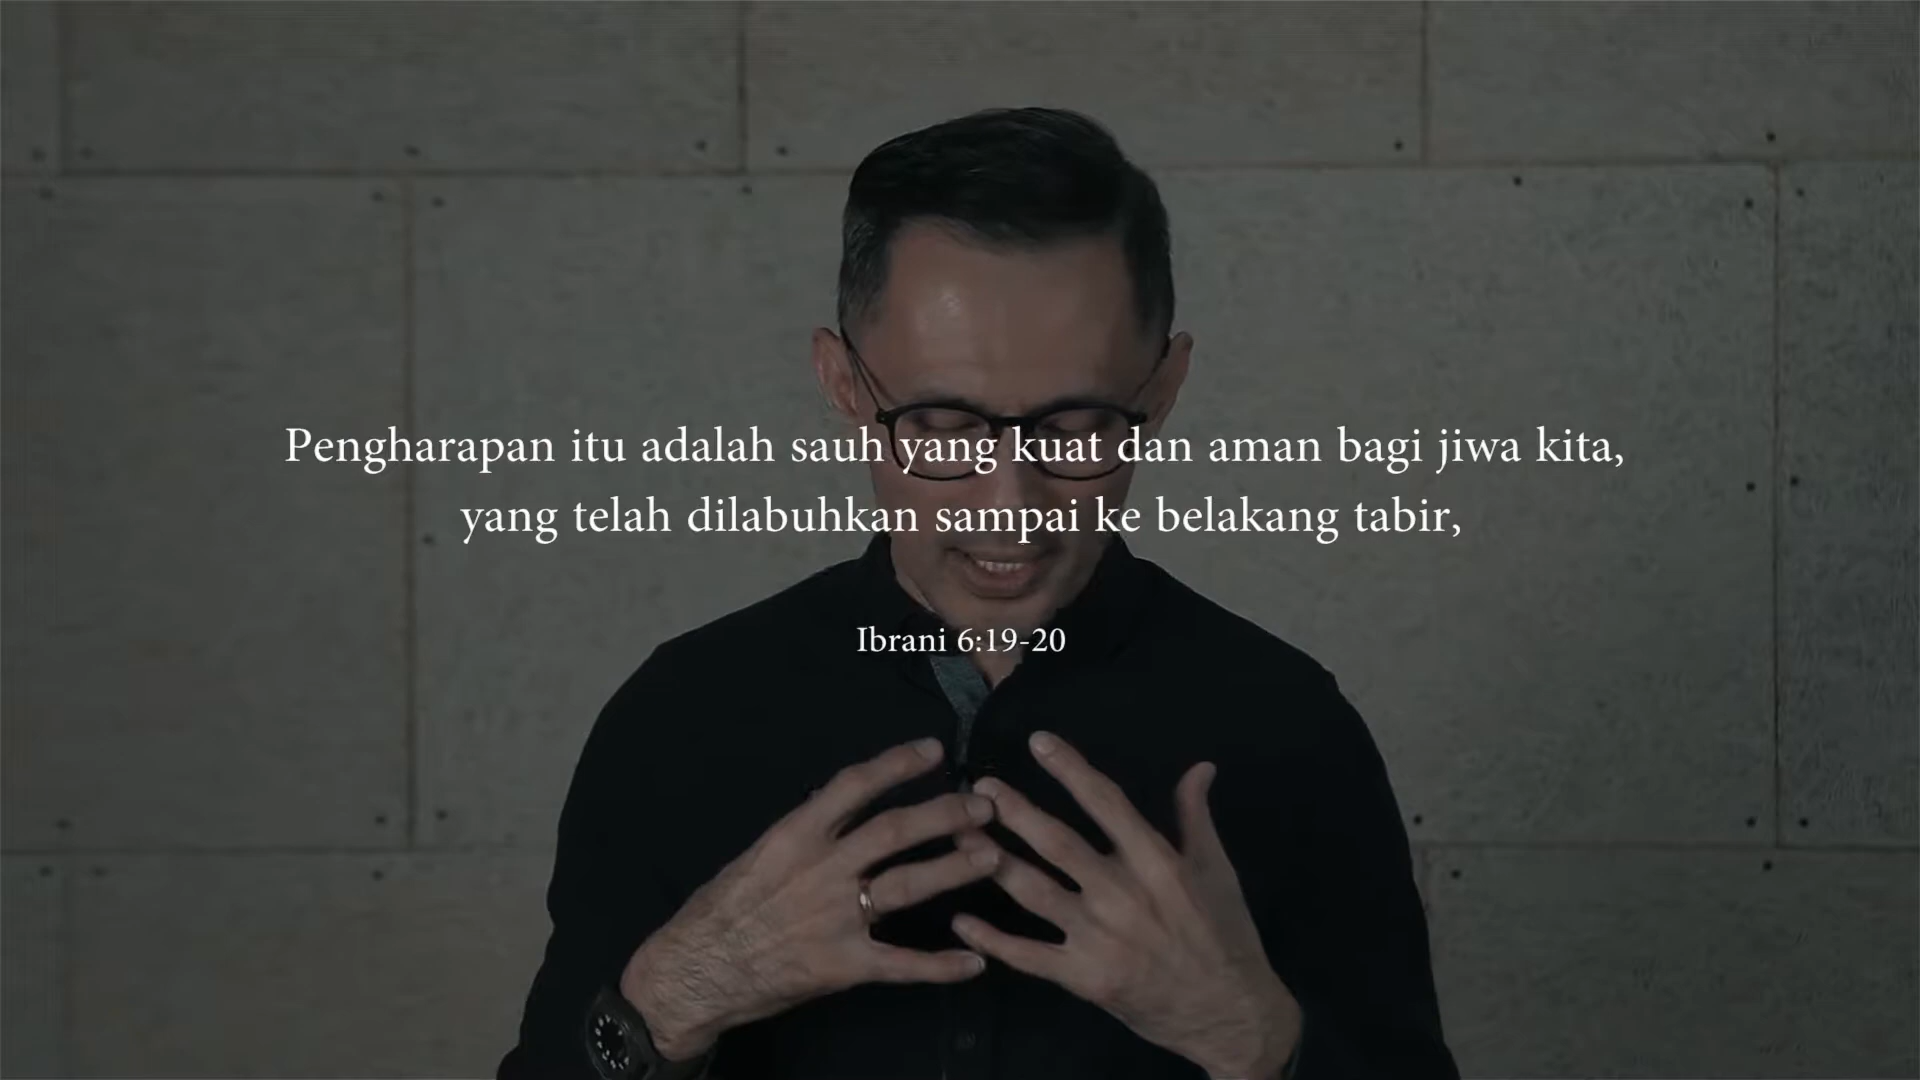 Pengharapan itu adalah sauh yang kuat dan aman bagi jiwa kita,
yang telah dilabuhkan sampai ke belakang tabir,
Ibrani 6:19-20